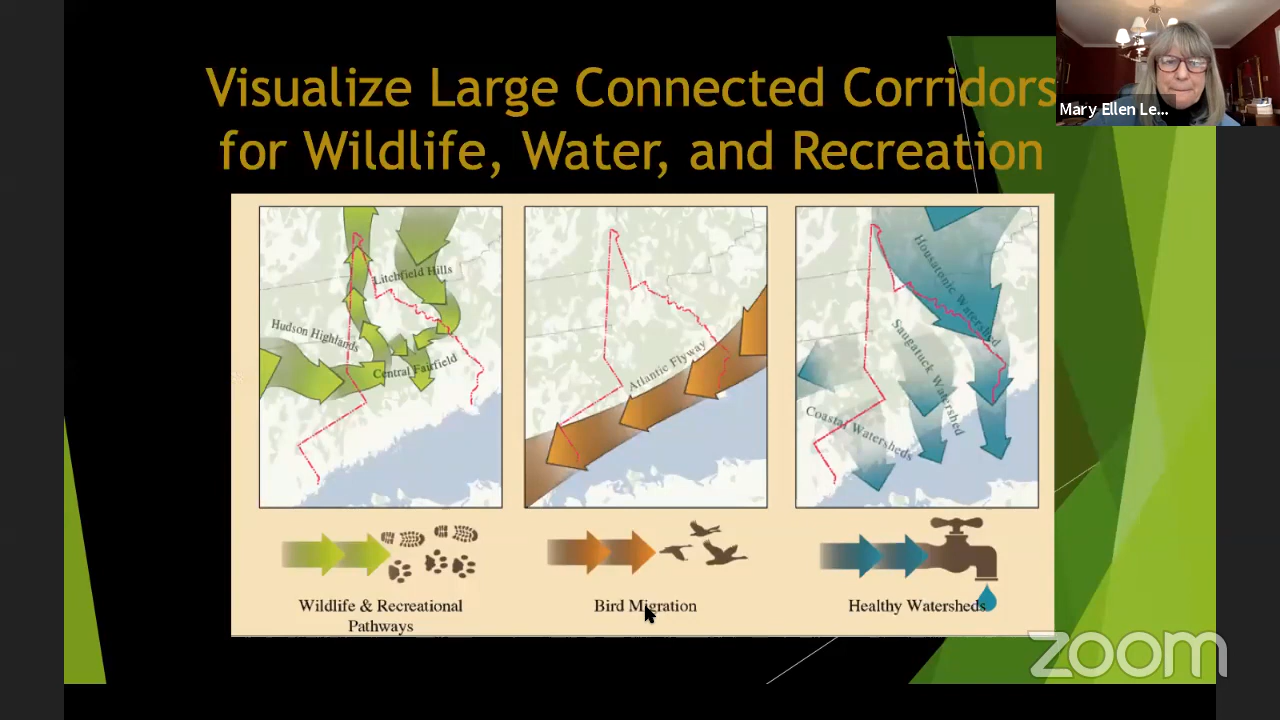 Visualize Large Connected Corridors
for Wildlife, Water, and Recreation
Mary Ellen Le...
Litchfield Hills
Hudson Highlands
Central Fairfield
Atlantic Flyway
Housatonic Watershed
Saugatuck Watershed
Coastal Watersheds
Wildlife & Recreational
Pathways
Bird Migration
Healthy Watersheds
zoom